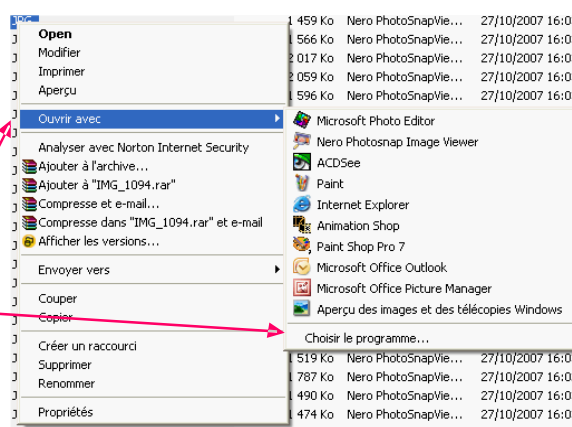 JPG
1 459 Ko Nero PhotoSnapVie... 27/10/2007 16:0
1 566 Ko Nero PhotoSnapVie... 27/10/2007 16:0
2 017 Ko Nero PhotoSnapVie... 27/10/2007 16:0
2 059 Ko Nero PhotoSnapVie... 27/10/2007 16:0
1 596 Ko Nero PhotoSnapVie... 27/10/2007 16:0
Open
Modifier
Imprimer
Aperçu
Ouvrir avec
Analyser avec Norton Internet Security
Ajouter à l'archive...
Ajouter à "IMG_1094.rar"
Compresse et e-mail...
Compresse dans "IMG_1094.rar" et e-mail
Afficher les versions...
Envoyer vers
Couper
Copier
Créer un raccourci
Supprimer
Renommer
Propriétés
Microsoft Photo Editor
Nero Photosnap Image Viewer
ACDSee
Paint
Internet Explorer
Animation Shop
Paint Shop Pro 7
Microsoft Office Outlook
Microsoft Office Picture Manager
Aperçu des images et des télécopies Windows
Choisir le programme...
519 Ko Nero PhotoSnapVie... 27/10/2007 16:0
787 Ko Nero PhotoSnapVie... 27/10/2007 16:0
490 Ko Nero PhotoSnapVie... 27/10/2007 16:0
474 Ko Nero PhotoSnapVie... 27/10/2007 16:0